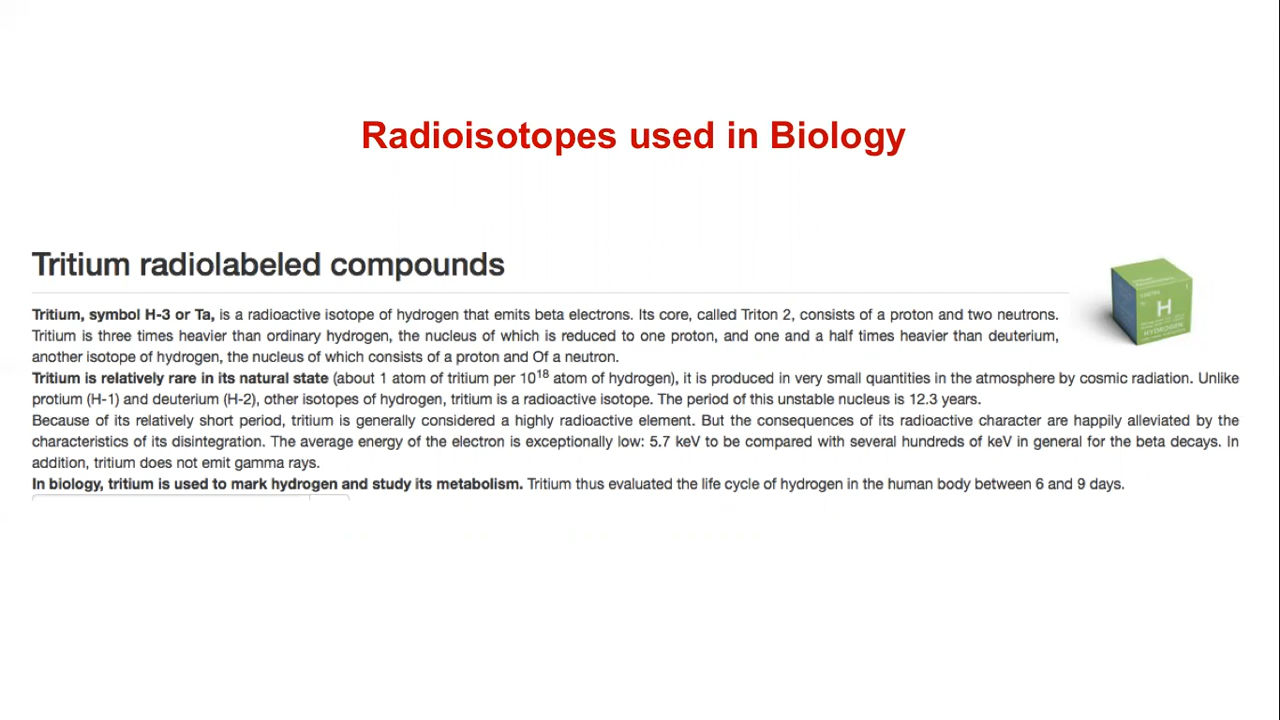 Radioisotopes used in Biology
Tritium radiolabeled compounds
Tritium, symbol H-3 or Ta, is a radioactive isotope of hydrogen that emits beta electrons. Its core, called Triton 2, consists of a proton and two neutrons.
Tritium is three times heavier than ordinary hydrogen, the nucleus of which is reduced to one proton, and one and a half times heavier than deuterium,
another isotope of hydrogen, the nucleus of which consists of a proton and Of a neutron.
Tritium is relatively rare in its natural state (about 1 atom of tritium per 10^18 atom of hydrogen), it is produced in very small quantities in the atmosphere by cosmic radiation. Unlike
protium (H-1) and deuterium (H-2), other isotopes of hydrogen, tritium is a radioactive isotope. The period of this unstable nucleus is 12.3 years.
Because of its relatively short period, tritium is generally considered a highly radioactive element. But the consequences of its radioactive character are happily alleviated by the
characteristics of its disintegration. The average energy of the electron is exceptionally low: 5.7 keV to be compared with several hundreds of keV in general for the beta decays. In
addition, tritium does not emit gamma rays.
In biology, tritium is used to mark hydrogen and study its metabolism. Tritium thus evaluated the life cycle of hydrogen in the human body between 6 and 9 days.
1
H
HYDROGEN